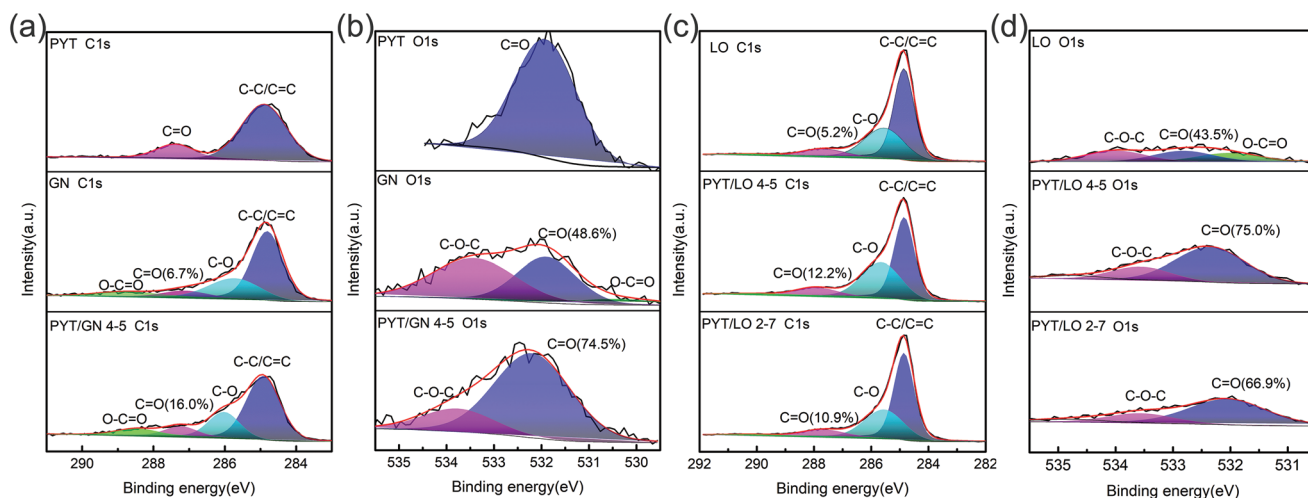 (a)
PYT C1s
C=O
C-C/C=C
GN C1s
O-C=O
C=O(6.7%)
C-O
C-C/C=C
PYT/GN 4-5 C1s
O-C=O
C=O(16.0%)
C-O
C-C/C=C
Intensity(a.u.)
290
288
286
284
Binding energy(eV)
(b)
PYT O1s
C=O
GN O1s
C-O-C
C=O(48.6%)
O-C=O
PYT/GN 4-5 O1s
C-O-C
C=O(74.5%)
Intensity(a.u.)
535
534
533
532
531
530
Binding energy(eV)
(c)
LO C1s
C=O(5.2%)
C-O
C-C/C=C
PYT/LO 4-5 C1s
C=O(12.2%)
C-O
C-C/C=C
PYT/LO 2-7 C1s
C=O(10.9%)
C-O
C-C/C=C
Intensity(a.u.)
292
290
288
286
284
282
Binding energy(eV)
(d)
LO O1s
C-O-C
C=O(43.5%)
O-C=O
PYT/LO 4-5 O1s
C-O-C
C=O(75.0%)
PYT/LO 2-7 O1s
C-O-C
C=O(66.9%)
Intensity(a.u.)
535
534
533
532
531
Binding energy(eV)